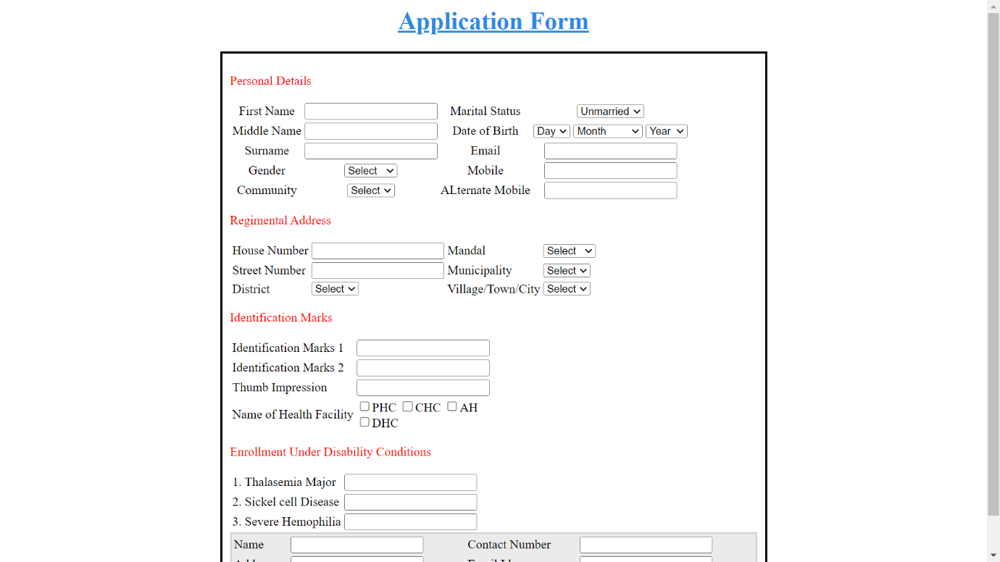 Application Form
Personal Details
First Name Marital Status Unmarried
Middle Name Date of Birth Day Month Year
Surname Email
Gender Select Mobile
Community Select ALternate Mobile
Regimental Address
House Number Mandal Select
Street Number Municipality Select
District Select Village/Town/City Select
Identification Marks
Identification Marks 1
Identification Marks 2
Thumb Impression
Name of Health Facility PHC CHC AH
DHC
Enrollment Under Disability Conditions
1. Thalasemia Major
2. Sickel cell Disease
3. Severe Hemophilia
Name Contact Number